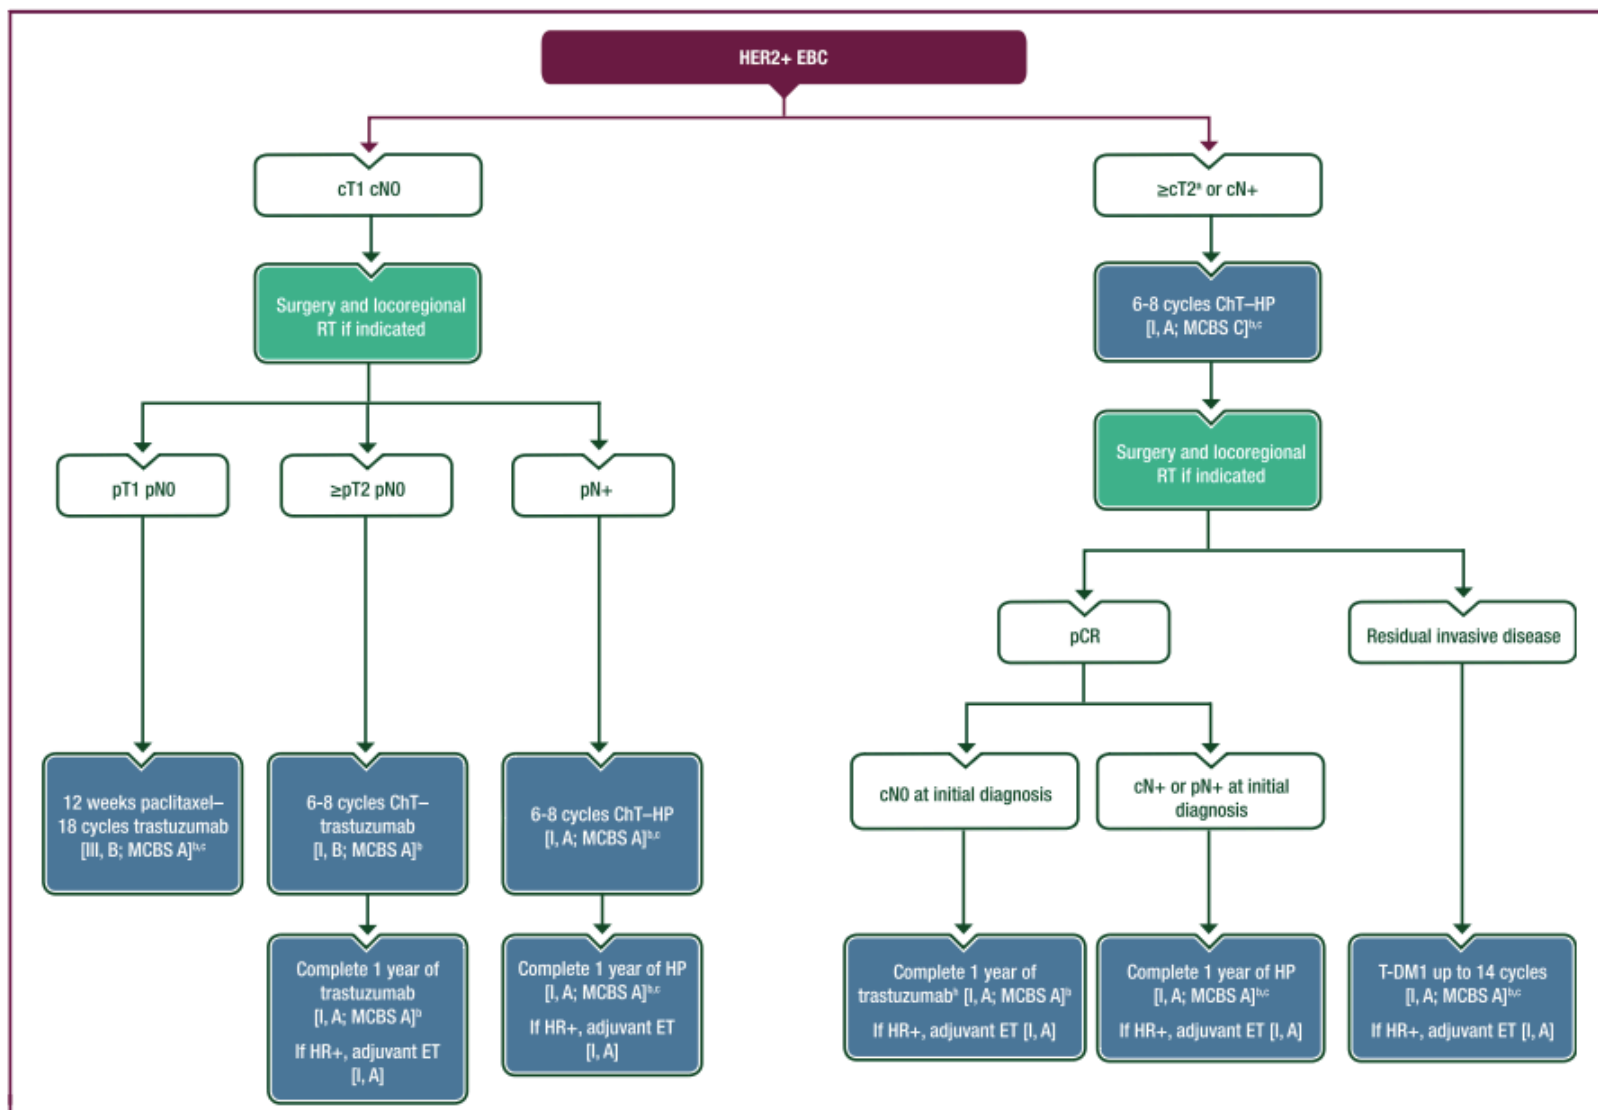 HER2+ EBC
cT1 cN0
≥cT2ᵃ or cN+
Surgery and locoregional
RT if indicated
6-8 cycles ChT–HP
[I, A; MCBS C]ᵇ,ᶜ
Surgery and locoregional
RT if indicated
pT1 pN0
≥pT2 pN0
pN+
pCR
Residual invasive disease
cN0 at initial diagnosis
cN+ or pN+ at initial
diagnosis
12 weeks paclitaxel–
18 cycles trastuzumab
[III, B; MCBS A]ᵇ,ᶜ
6-8 cycles ChT–
trastuzumab
[I, B; MCBS A]ᵇ
6-8 cycles ChT–HP
[I, A; MCBS A]ᵇ,ᶜ
Complete 1 year of
trastuzumab
[I, A; MCBS A]ᵇ
If HR+, adjuvant ET
[I, A]
Complete 1 year of HP
[I, A; MCBS A]ᵇ,ᶜ
If HR+, adjuvant ET
[I, A]
Complete 1 year of
trastuzumabᵇ [I, A; MCBS A]ᵇ
If HR+, adjuvant ET [I, A]
Complete 1 year of HP
[I, A; MCBS A]ᵇ,ᶜ
If HR+, adjuvant ET [I, A]
T-DM1 up to 14 cycles
[I, A; MCBS A]ᵇ,ᶜ
If HR+, adjuvant ET [I, A]